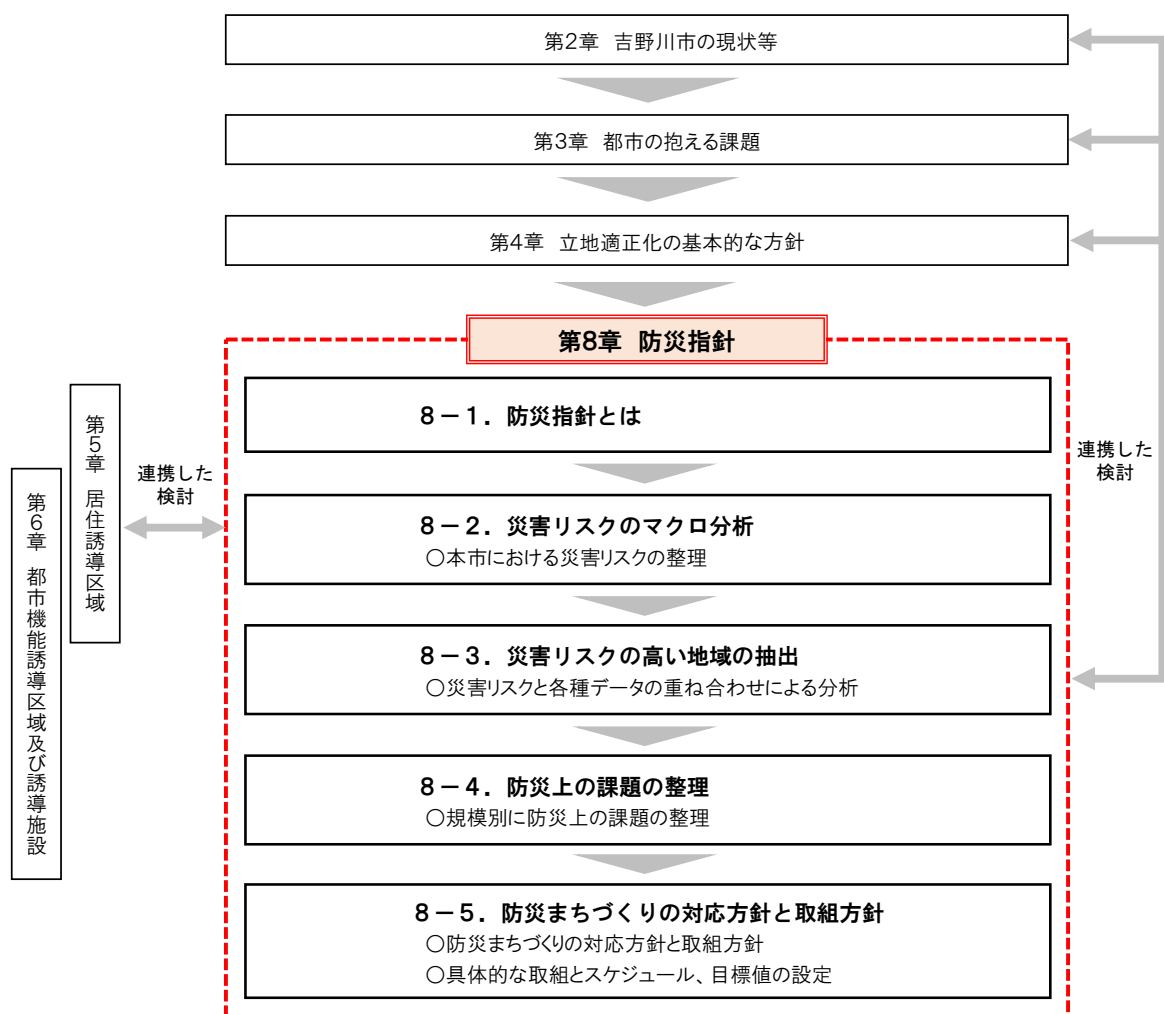 第2章 吉野川市の現状等
第3章 都市の抱える課題
第4章 立地適正化の基本的な方針
第8章 防災指針
8-1．防災指針とは
8-2．災害リスクのマクロ分析
○本市における災害リスクの整理
8-3．災害リスクの高い地域の抽出
○災害リスクと各種データの重ね合わせによる分析
8-4．防災上の課題の整理
○規模別に防災上の課題の整理
8-5．防災まちづくりの対応方針と取組方針
○防災まちづくりの対応方針と取組方針
○具体的な取組とスケジュール、目標値の設定
第5章 居住誘導区域
第6章 都市機能誘導区域及び誘導施設
連携した
検討
連携した
検討